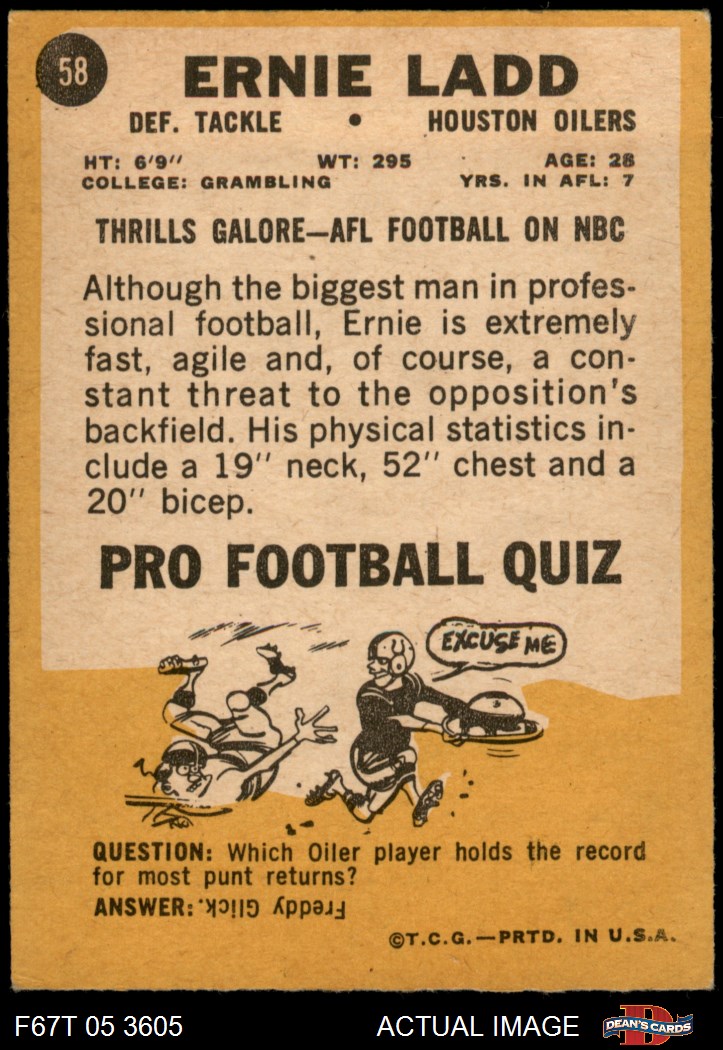 58
ERNIE LADD
DEF. TACKLE • HOUSTON OILERS
HT: 6'9" WT: 295 AGE: 28
COLLEGE: GRAMBLING YRS. IN AFL: 7
THRILLS GALORE—AFL FOOTBALL ON NBC
Although the biggest man in profes-
sional football, Ernie is extremely
fast, agile and, of course, a con-
stant threat to the opposition's
backfield. His physical statistics in-
clude a 19" neck, 52" chest and a
20" bicep.
PRO FOOTBALL QUIZ
EXCUSE ME
QUESTION: Which Oiler player holds the record
for most punt returns?
ANSWER: Freddy Glick.
©T.C.G.—PRTD. IN U.S.A.
F67T 05 3605 ACTUAL IMAGE DEAN'S CARDS